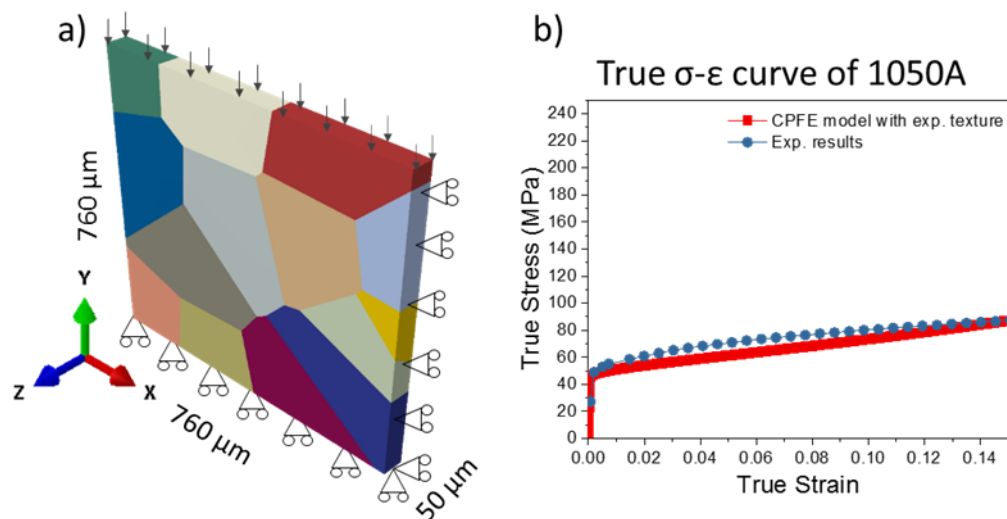 a)
760 µm
Y
Z
X
760 µm
50 µm
b)
True σ-ε curve of 1050A
CPFE model with exp. texture
Exp. results
True Stress (MPa)
240
220
200
180
160
140
120
100
80
60
40
20
0
0.00 0.02 0.04 0.06 0.08 0.10 0.12 0.14
True Strain